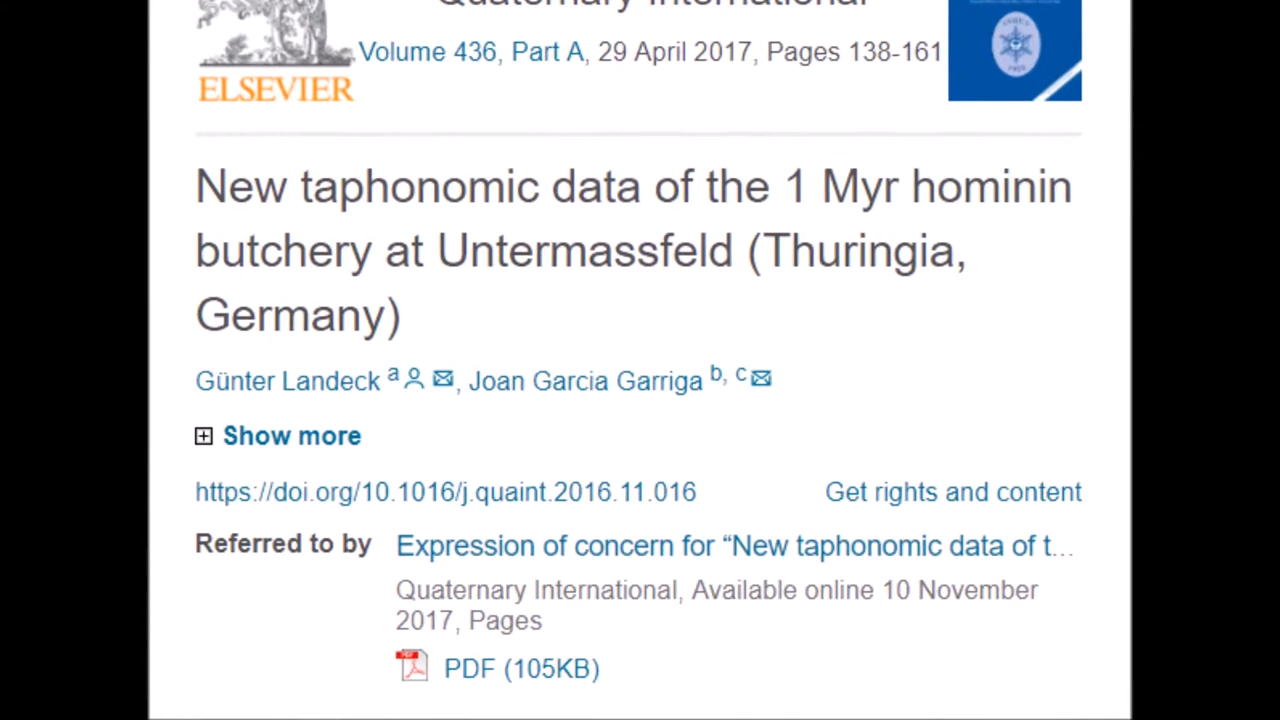 Quaternary International
ELSEVIER
Volume 436, Part A, 29 April 2017, Pages 138-161
New taphonomic data of the 1 Myr hominin
butchery at Untermassfeld (Thuringia,
Germany)
Günter Landeck a, Joan Garcia Garriga b, c
Show more
https://doi.org/10.1016/j.quaint.2016.11.016 Get rights and content
Referred to by Expression of concern for “New taphonomic data of t...
Quaternary International, Available online 10 November
2017, Pages
PDF (105KB)